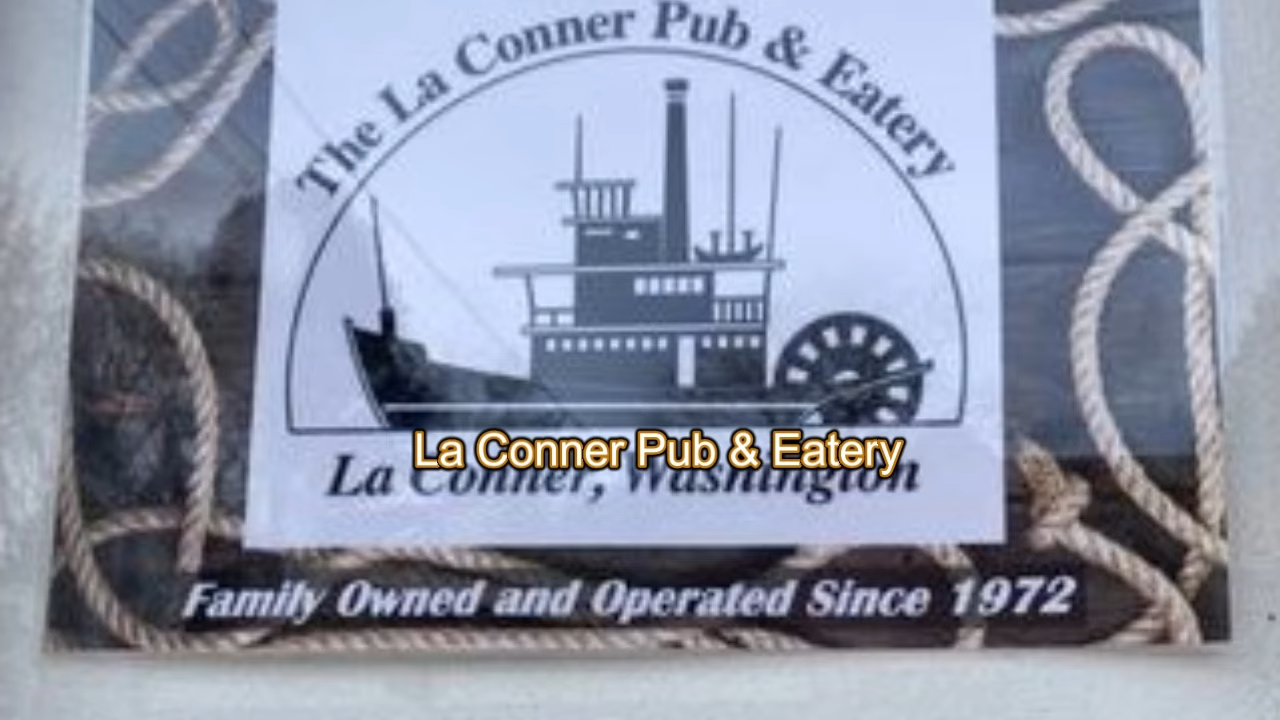 The La Conner Pub & Eatery
La Conner Pub & Eatery
La Conner, Washington
Family Owned and Operated Since 1972